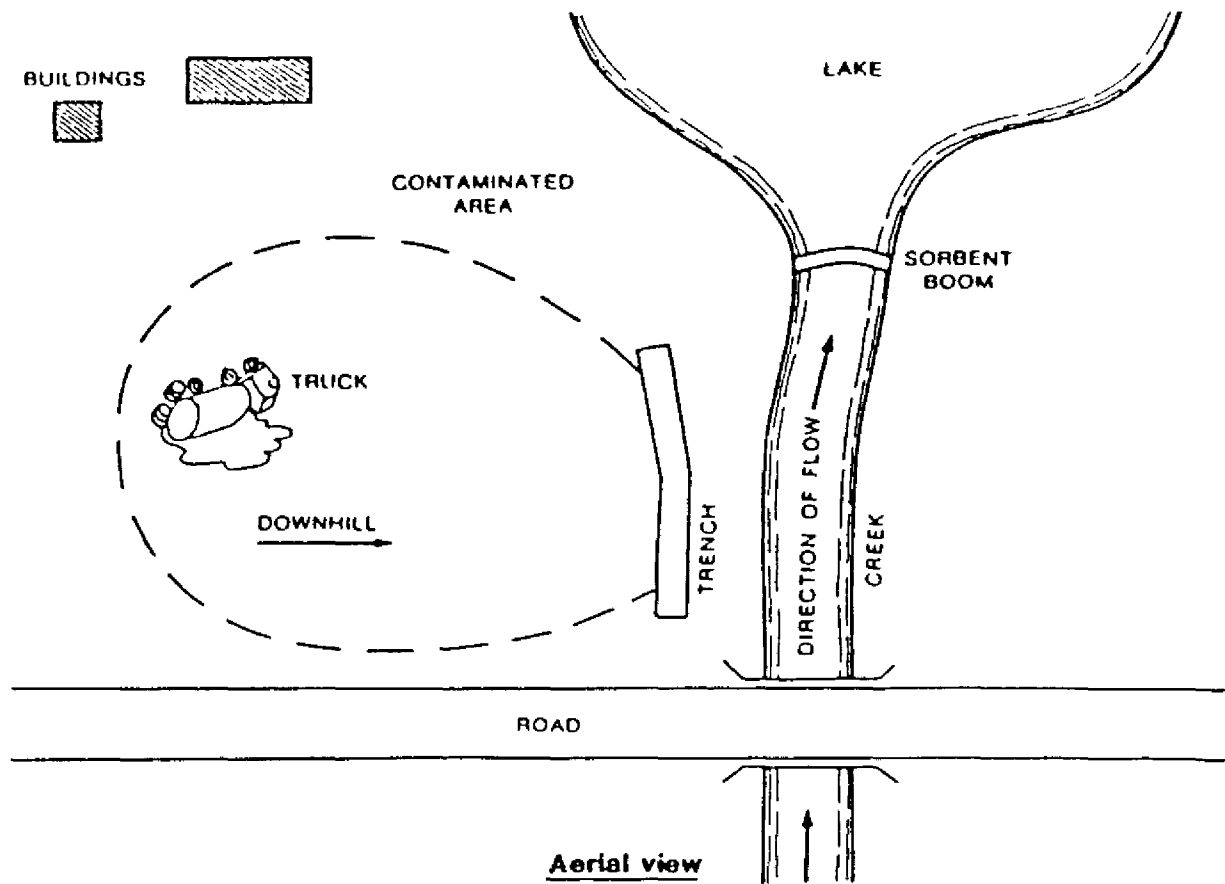 LAKE
BUILDINGS
CONTAMINATED
AREA
SORBENT
BOOM
TRUCK
DOWNHILL
TRENCH
DIRECTION OF FLOW
CREEK
ROAD
Aerial view